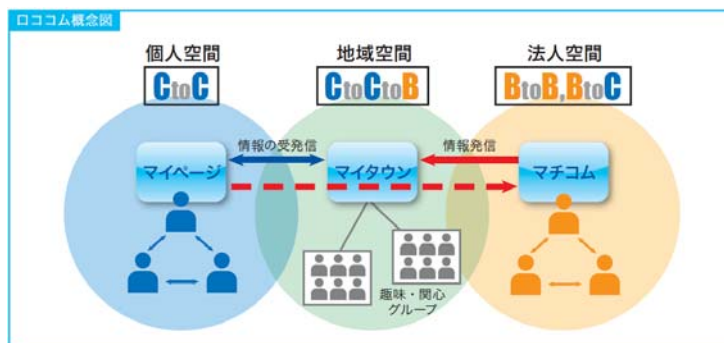 ロココム概念図
個人空間
CtoC
地域空間
CtoCtoB
法人空間
BtoB,BtoC
情報の受発信
情報発信
マイページ
マイタウン
マチコム
趣味・関心
グループ